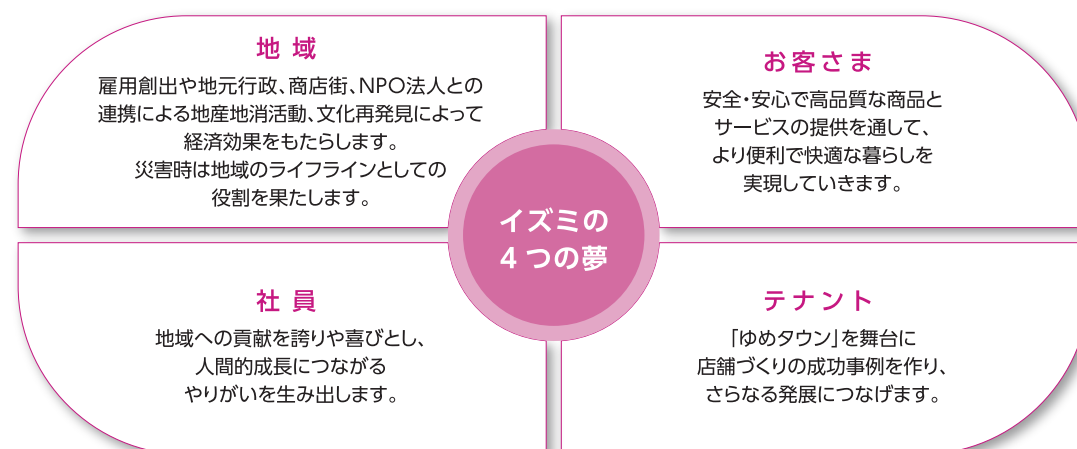 地域
雇用創出や地元行政、商店街、NPO法人との
連携による地産地消活動、文化再発見によって
経済効果をもたらします。
災害時は地域のライフラインとしての
役割を果たします。
お客さま
安全・安心で高品質な商品と
サービスの提供を通して、
より便利で快適な暮らしを
実現していきます。
イズミの
4つの夢
社員
地域への貢献を誇りや喜びとし、
人間的成長につながる
やりがいを生み出します。
テナント
「ゆめタウン」を舞台に
店舗づくりの成功事例を作り、
さらなる発展につなげます。